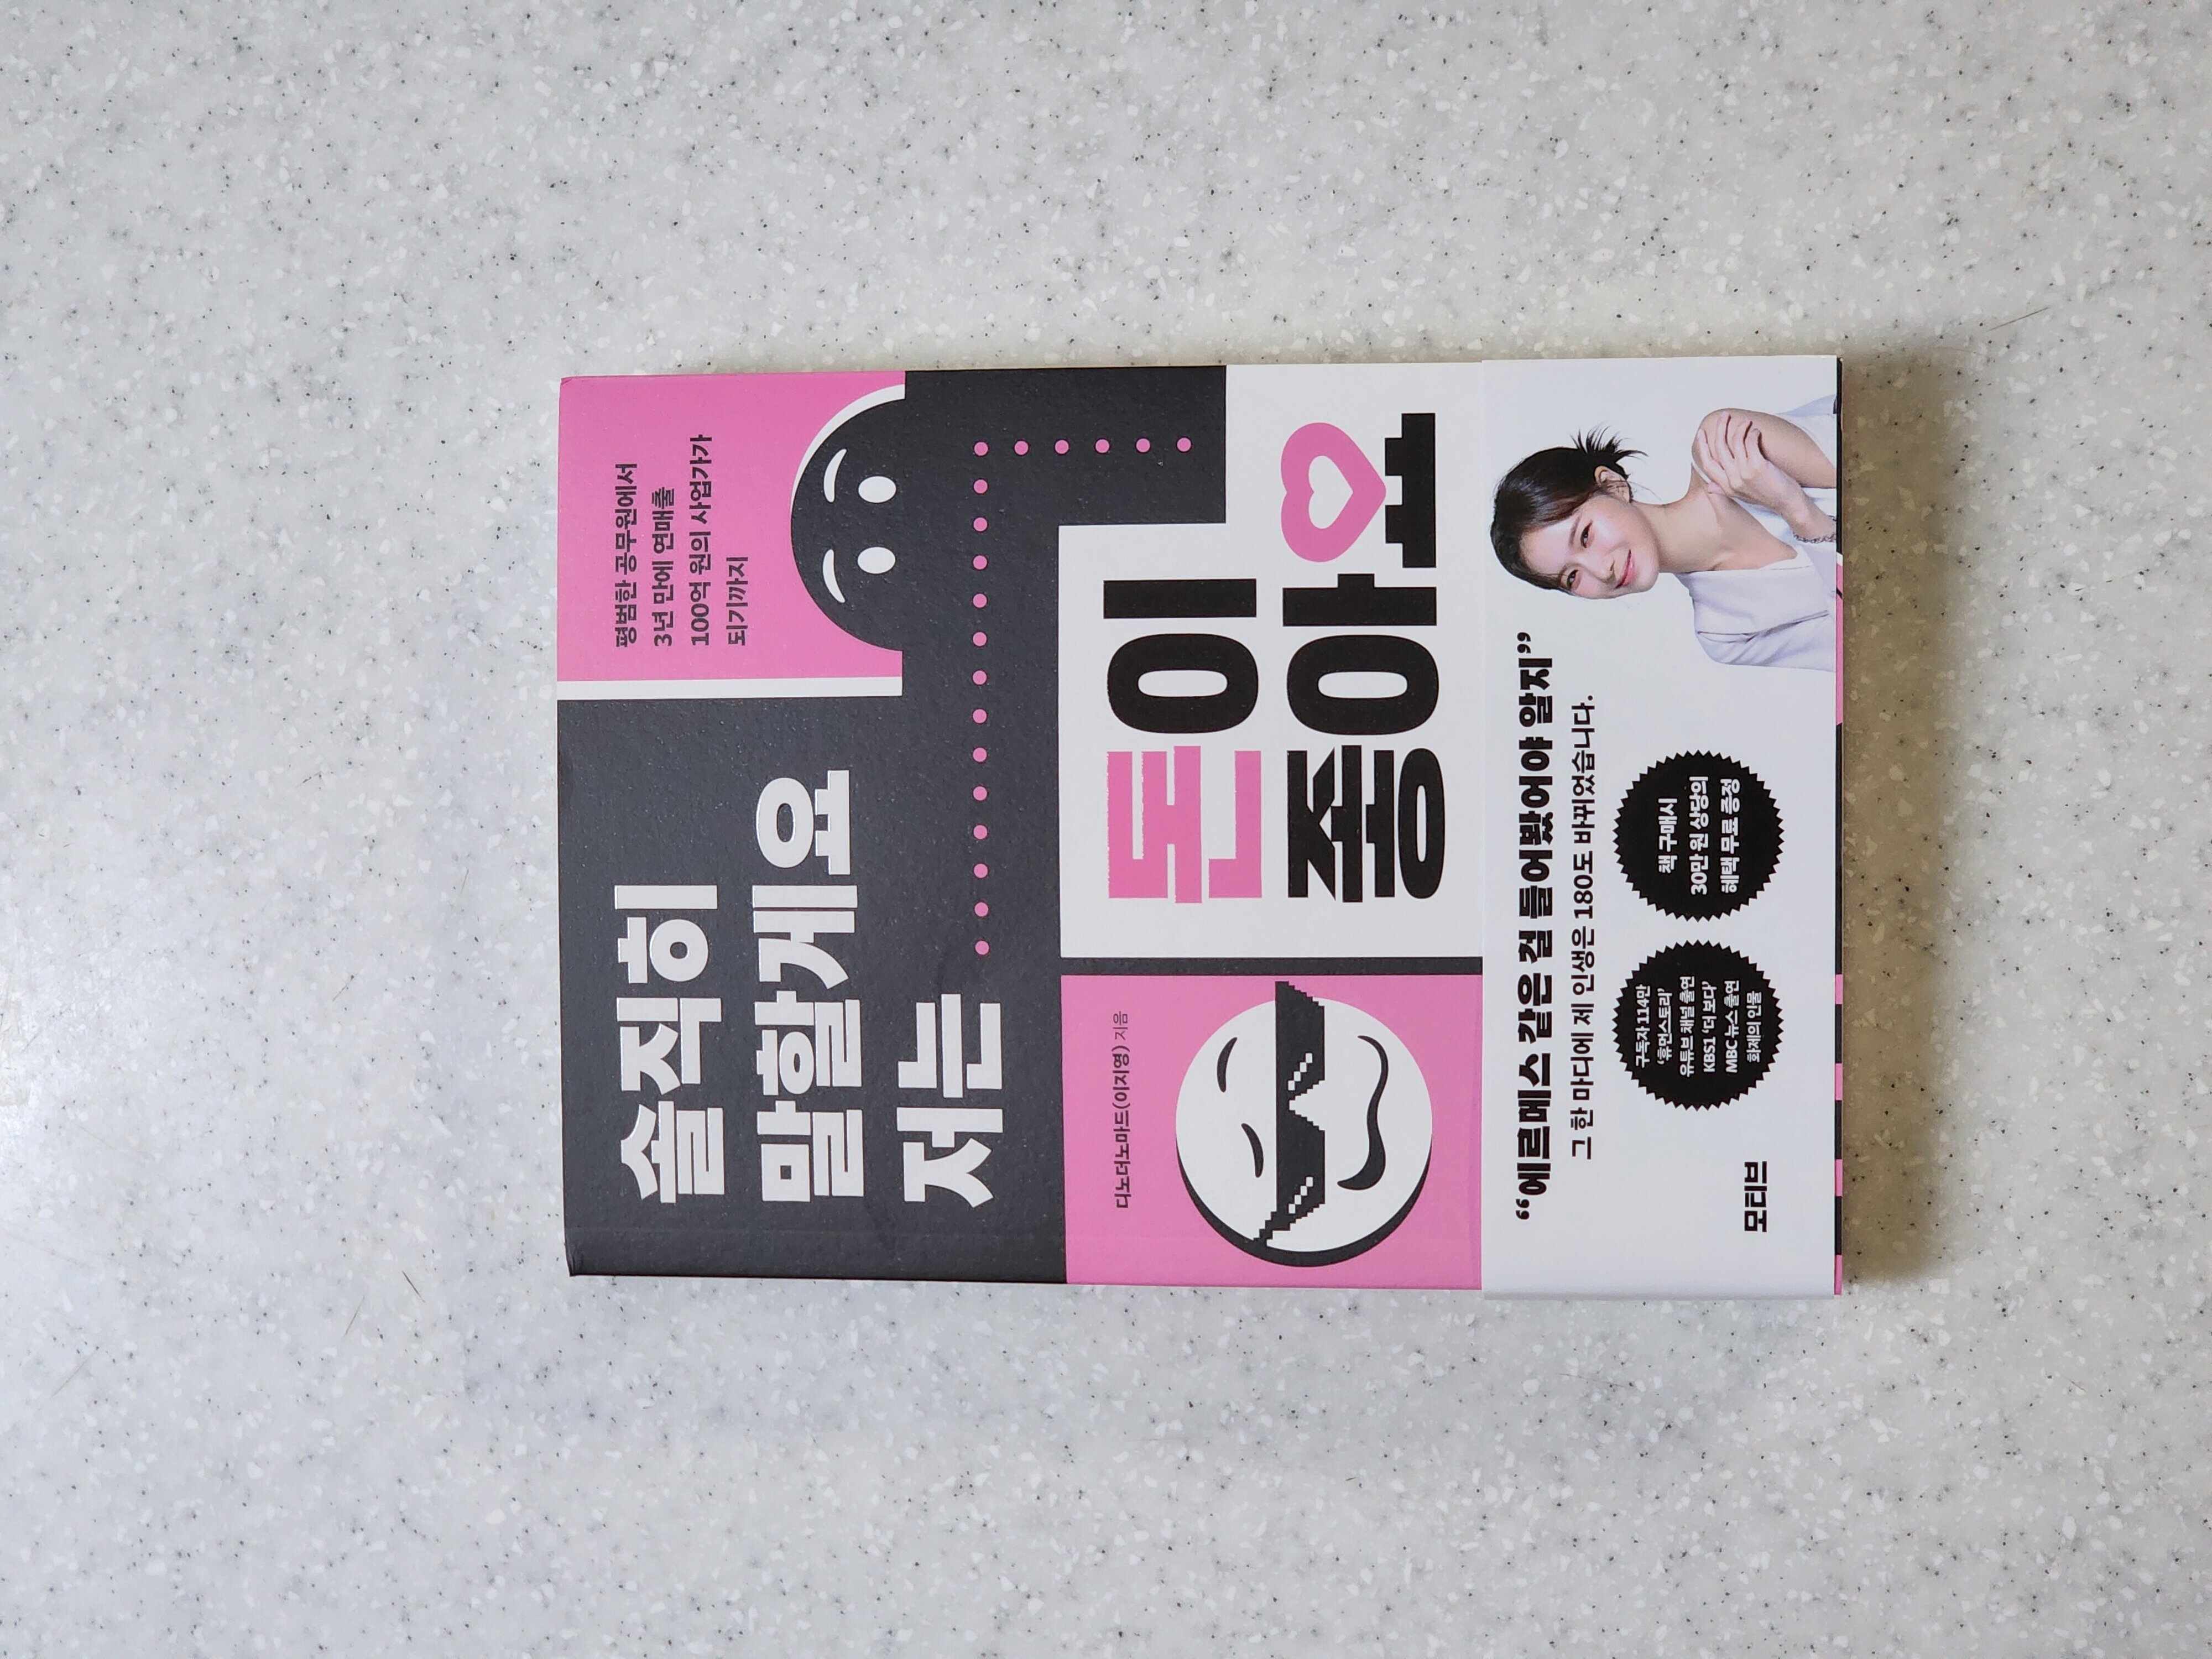 평범한 공무원에서
3년 만에 연매출
100억 원의 사업가가
되기까지
솔직히
말할게요
저는
돈이
좋아요
디노더노마드(이지영) 지음
“에르메스 같은 걸 들어봤어야 알지”
그 한 마디에 제 인생은 180도 바뀌었습니다.
구독자 114만
‘휴먼스토리’
유튜브 채널 출연
KBS1 ‘더 보다’
MBC 뉴스 출연
화제의 인물
책 구매시
30만 원 상당의
혜택 무료 증정
모티브